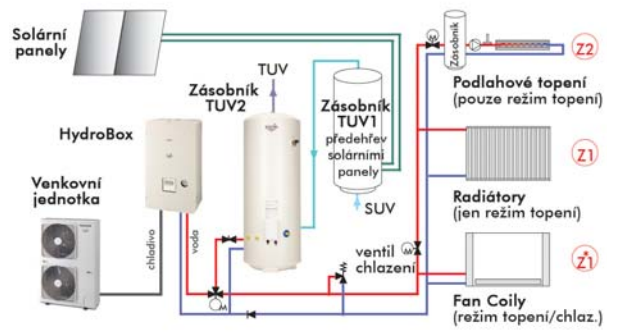 Solární
panely
TUV
Zásobník
TUV2
Zásobník
TUV1
předehřev
solárními
panely
SUV
HydroBox
Venkovní
jednotka
chladivo
voda
ventil
chlazení
Zásobník
Z2
Podlahové topení
(pouze režim topení)
Z1
Radiátory
(jen režim topení)
Z1*
Fan Coily
(režim topení/chlaz.)